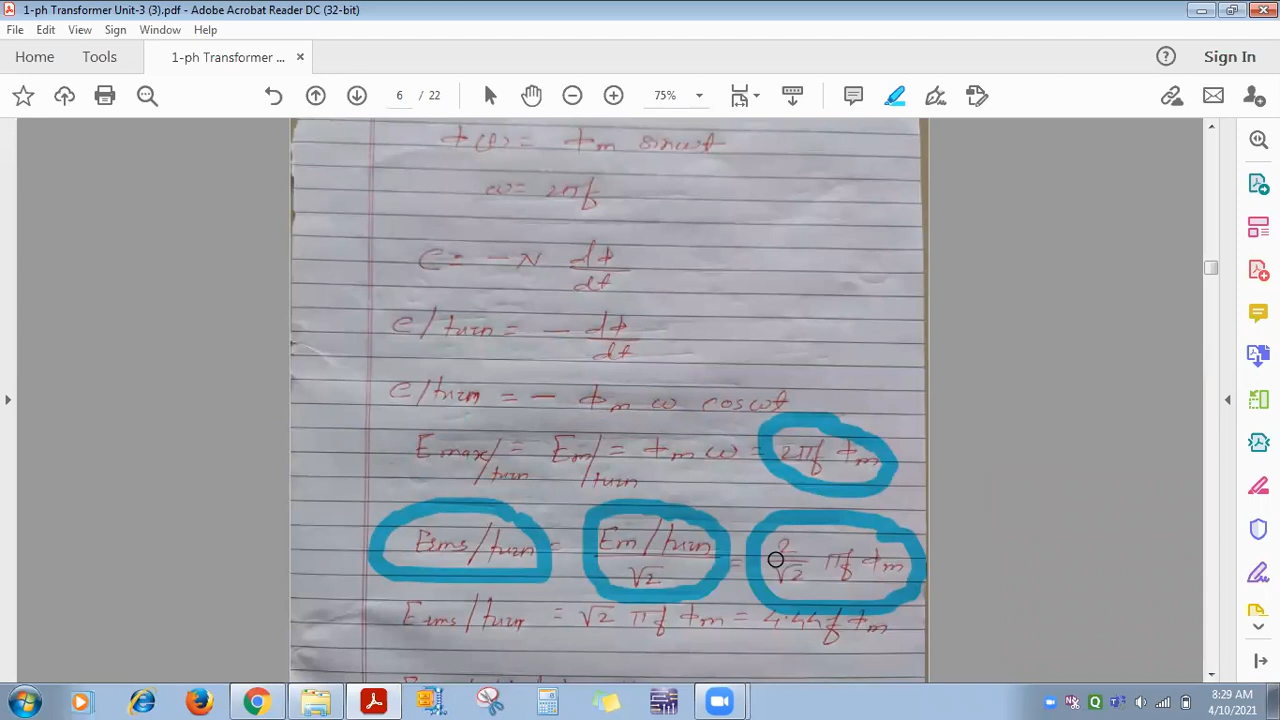 1-ph Transformer Unit-3 (3).pdf - Adobe Acrobat Reader DC (32-bit)
File Edit View Sign Window Help
Home Tools 1-ph Transformer ... × Sign In
6 / 22 75%
ϕ(t) = ϕm sinωt
ω = 2πf
e = - N dϕ/dt
e/turn = - dϕ/dt
e/turn = - ϕm ω cosωt
Emax/turn = Em/turn = ϕm ω = 2πf ϕm
Erms/turn = Em/turn / √2 = 2/√2 πf ϕm
Erms/turn = √2 πf ϕm = 4.44f ϕm
8:29 AM
4/10/2021